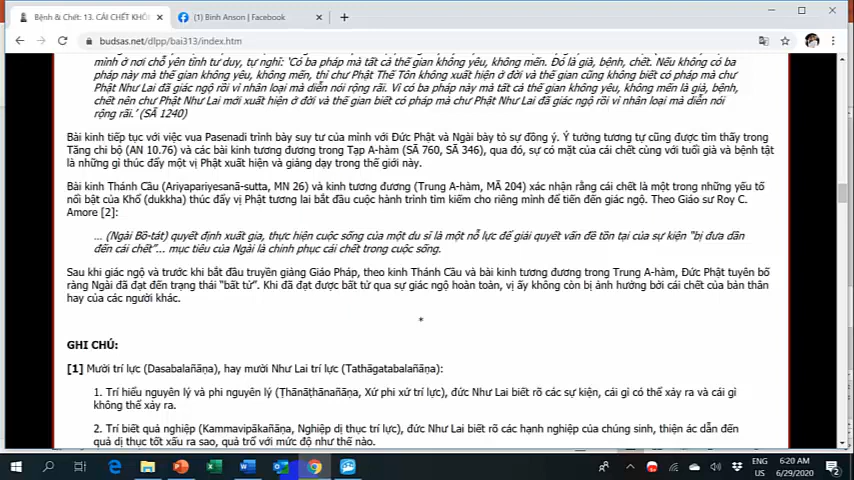 Bệnh & Chết: 13. CÁI CHẾT KHÔ
(1) Binh Anson | Facebook
budsas.net/dlpp/bai313/index.htm
mình ở nơi chỗ yên tĩnh tư duy, tự nghĩ: 'Có ba pháp mà tất cả thế gian không yêu, không mến. Đó là già, bệnh, chết. Nếu không có ba
pháp này mà thế gian không yêu, không mến, thì chư Phật Thế Tôn không xuất hiện ở đời và thế gian cũng không biết có pháp mà chư
Phật Như Lai đã giác ngộ rồi vì nhân loại mà diễn nói rộng rãi. Vì có ba pháp này mà tất cả thế gian không yêu, không mến là già, bệnh,
chết nên chư Phật Như Lai mới xuất hiện ở đời và thế gian biết có pháp mà chư Phật Như Lai đã giác ngộ rồi vì nhân loại mà diễn nói
rộng rãi.' (SĀ 1240)
Bài kinh tiếp tục với việc vua Pasenadi trình bày suy tư của mình với Đức Phật và Ngài bày tỏ sự đồng ý. Ý tưởng tương tự cũng được tìm thấy trong
Tăng chi bộ (AN 10.76) và các bài kinh tương đương trong Tạp A-hàm (SĀ 760, SĀ 346), qua đó, sự có mặt của cái chết cùng với tuổi già và bệnh tật
là những gì thúc đẩy một vị Phật xuất hiện và giảng dạy trong thế giới này.
Bài kinh Thánh Cầu (Ariyapariyesanā-sutta, MN 26) và kinh tương đương (Trung A-hàm, MĀ 204) xác nhận rằng cái chết là một trong những yếu tố
nổi bật của Khổ (dukkha) thúc đẩy vị Phật tương lai bắt đầu cuộc hành trình tìm kiếm cho riêng mình để tiến đến giác ngộ. Theo Giáo sư Roy C.
Amore [2]:
... (Ngài Bồ-tát) quyết định xuất gia, thực hiện cuộc sống của một du sĩ là một nỗ lực để giải quyết vấn đề tồn tại của sự kiện "bị đưa dần
đến cái chết"... mục tiêu của Ngài là chinh phục cái chết trong cuộc sống.
Sau khi giác ngộ và trước khi bắt đầu truyền giảng Giáo Pháp, theo kinh Thánh Cầu và bài kinh tương đương trong Trung A-hàm, Đức Phật tuyên bố
rằng Ngài đã đạt đến trạng thái "bất tử". Khi đã đạt được bất tử qua sự giác ngộ hoàn toàn, vị ấy không còn bị ảnh hưởng bởi cái chết của bản thân
hay của các người khác.
*
GHI CHÚ:
[1] Mười trí lực (Dasabalañāṇa), hay mười Như Lai trí lực (Tathāgatabalañāṇa):
1. Trí hiểu nguyên lý và phi nguyên lý (Ṭhānāṭhānañāṇa, Xứ phi xứ trí lực), đức Như Lai biết rõ các sự kiện, cái gì có thể xảy ra và cái gì
không thể xảy ra.
2. Trí biết quả nghiệp (Kammavipākañāṇa, Nghiệp dị thục trí lực), đức Như Lai biết rõ các hạnh nghiệp của chúng sinh, thiện ác dẫn đến
quả dị thục tốt xấu ra sao, quả trổ với mức độ như thế nào.
ENG
US
6:20 AM
6/29/2020
2